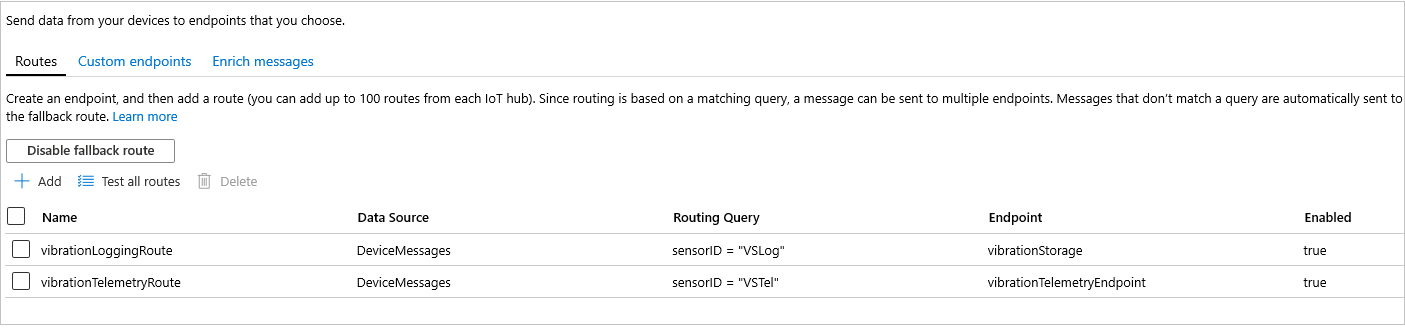 Send data from your devices to endpoints that you choose.
Routes Custom endpoints Enrich messages
Create an endpoint, and then add a route (you can add up to 100 routes from each IoT hub). Since routing is based on a matching query, a message can be sent to multiple endpoints. Messages that don't match a query are automatically sent to
the fallback route. Learn more
Disable fallback route
Add Test all routes Delete
Name Data Source Routing Query Endpoint Enabled
vibrationLoggingRoute DeviceMessages sensorID = "VSLog" vibrationStorage true
vibrationTelemetryRoute DeviceMessages sensorID = "VSTel" vibrationTelemetryEndpoint true